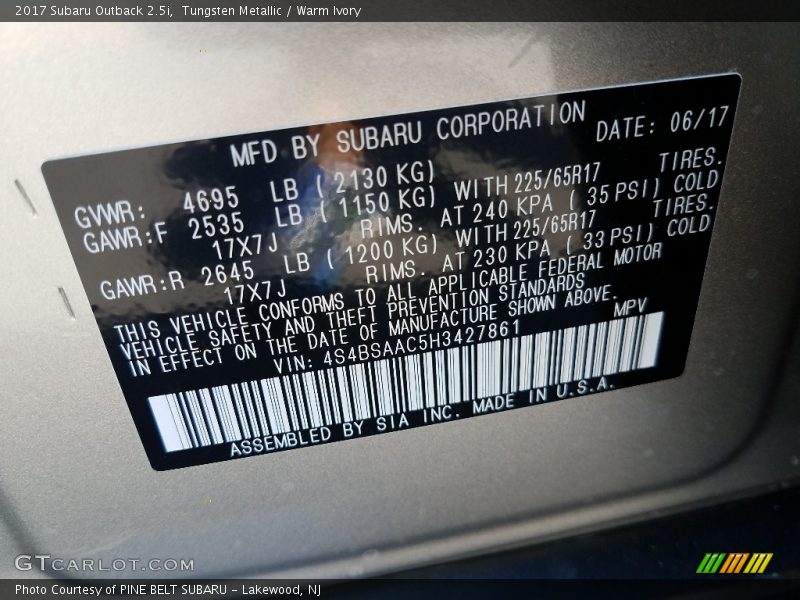 2017 Subaru Outback 2.5i, Tungsten Metallic / Warm Ivory
MFD BY SUBARU CORPORATION DATE: 06/17
GVWR: 4695 LB ( 2130 KG)
GAWR:F 2535 LB ( 1150 KG) WITH 225/65R17 TIRES.
17X7J RIMS. AT 240 KPA ( 35 PSI) COLD
GAWR:R 2645 LB ( 1200 KG) WITH 225/65R17 TIRES.
17X7J RIMS. AT 230 KPA ( 33 PSI) COLD
THIS VEHICLE CONFORMS TO ALL APPLICABLE FEDERAL MOTOR
VEHICLE SAFETY AND THEFT PREVENTION STANDARDS
IN EFFECT ON THE DATE OF MANUFACTURE SHOWN ABOVE.
VIN: 4S4BSAAC5H3427861 MPV
ASSEMBLED BY SIA INC. MADE IN U.S.A.
GTCARLOT.COM
Photo Courtesy of PINE BELT SUBARU - Lakewood, NJ